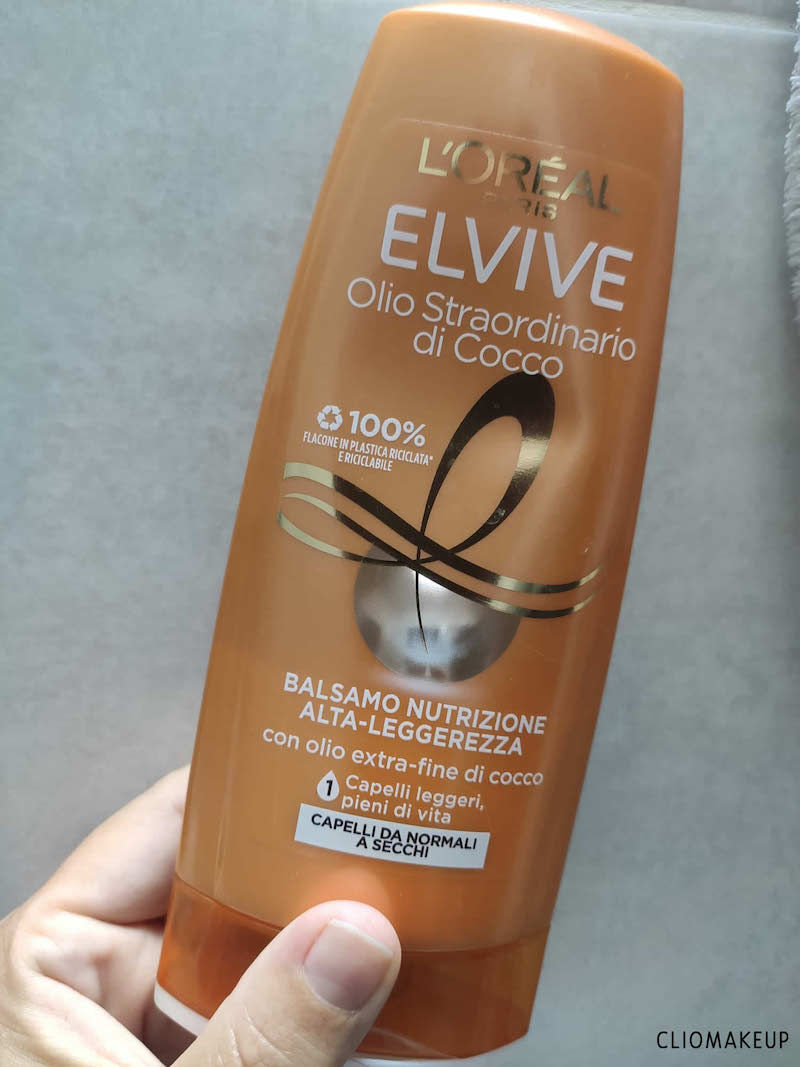 L'ORÉAL
PARIS
ELVIVE
Olio Straordinario
di Cocco
100%
FLACONE IN PLASTICA RICICLATA*
E RICICLABILE
BALSAMO NUTRIZIONE
ALTA-LEGGEREZZA
con olio extra-fine di cocco
1 Capelli leggeri,
pieni di vita
CAPELLI DA NORMALI
A SECCHI
CLIOMAKEUP